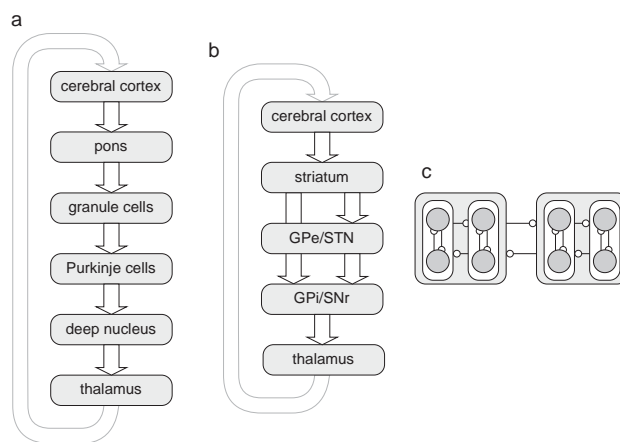 a
cerebral cortex
pons
granule cells
Purkinje cells
deep nucleus
thalamus
b
cerebral cortex
striatum
GPe/STN
GPi/SNr
thalamus
c